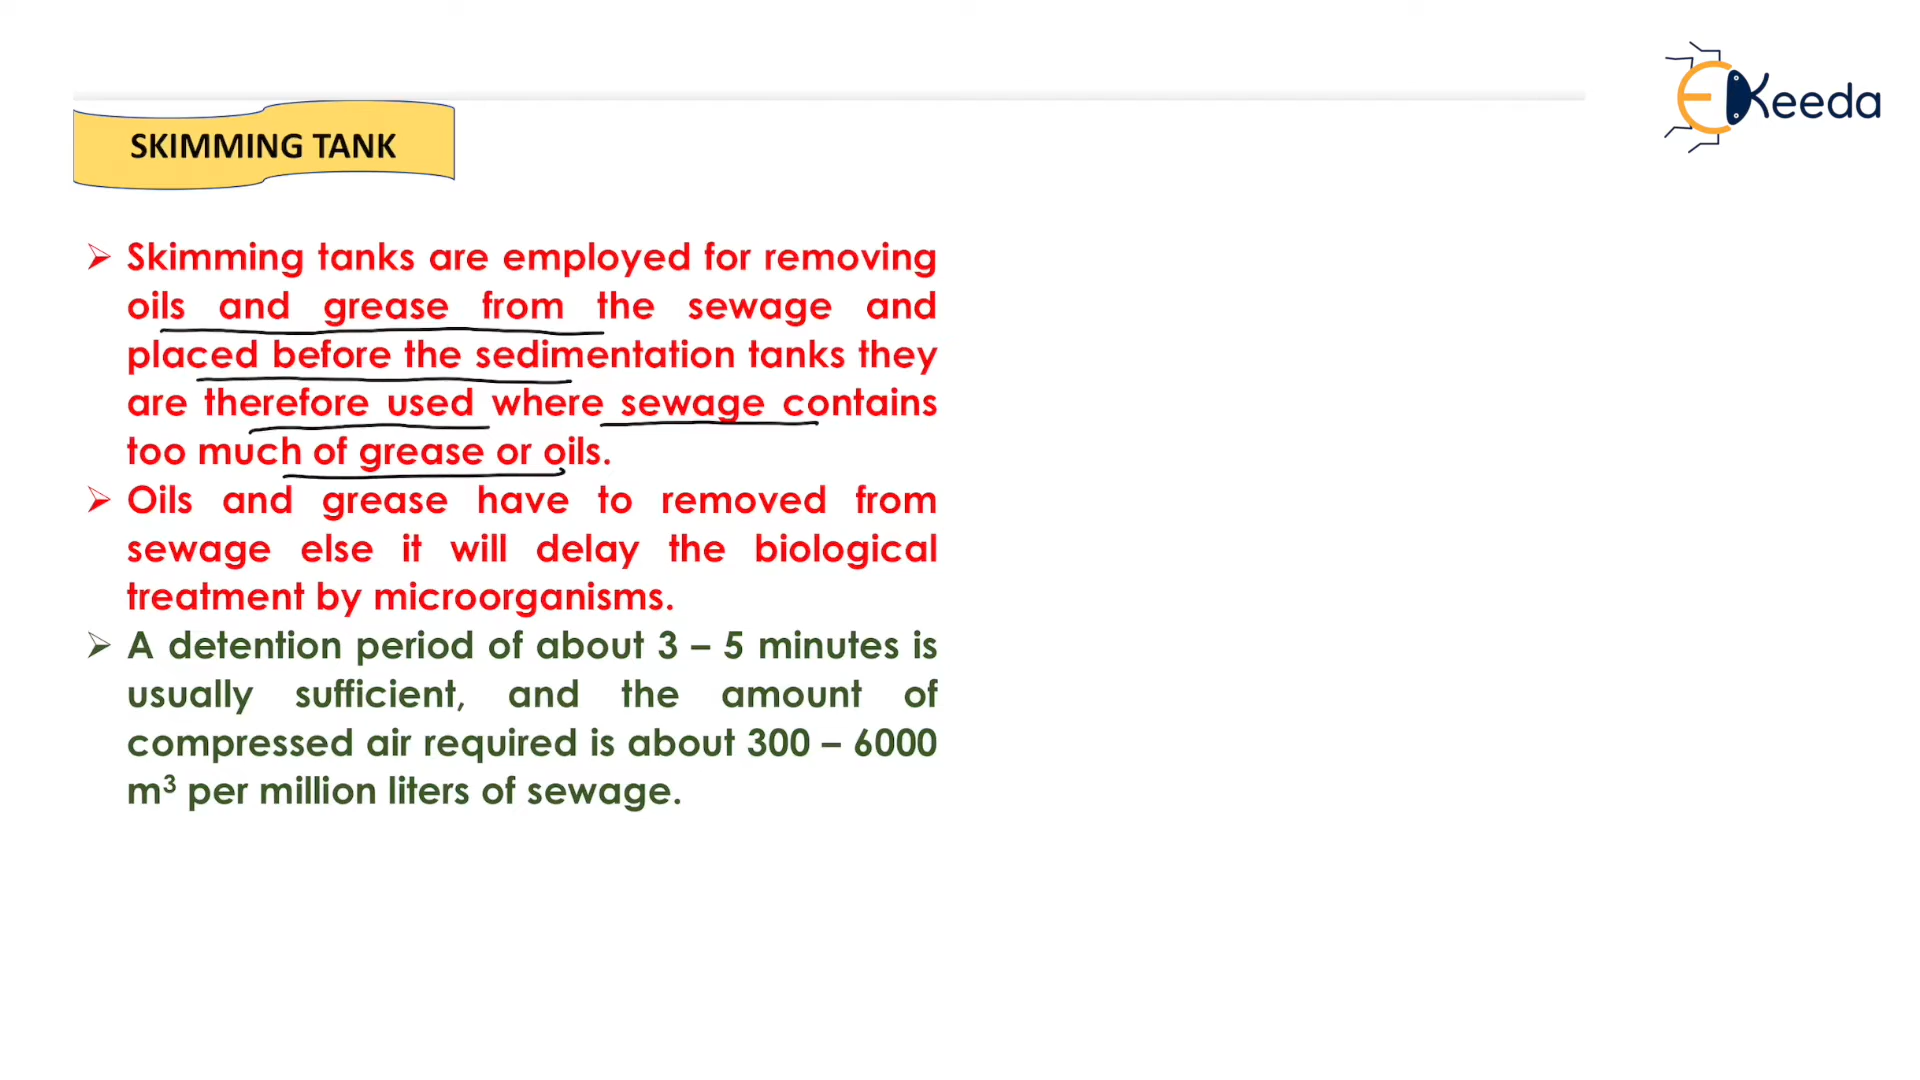 EKeeda
SKIMMING TANK
➢ Skimming tanks are employed for removing
oils and grease from the sewage and
placed before the sedimentation tanks they
are therefore used where sewage contains
too much of grease or oils.
➢ Oils and grease have to removed from
sewage else it will delay the biological
treatment by microorganisms.
➢ A detention period of about 3 – 5 minutes is
usually sufficient, and the amount of
compressed air required is about 300 – 6000
m³ per million liters of sewage.